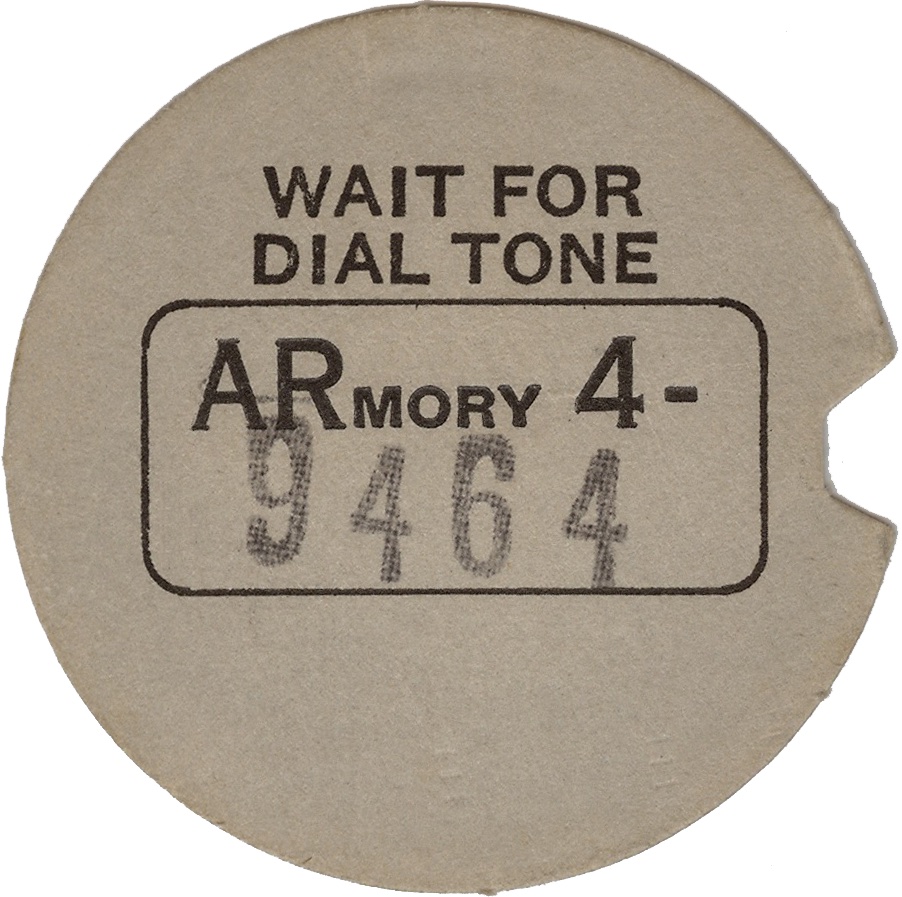 WAIT FOR
DIAL TONE
ARMORY 4-
9464